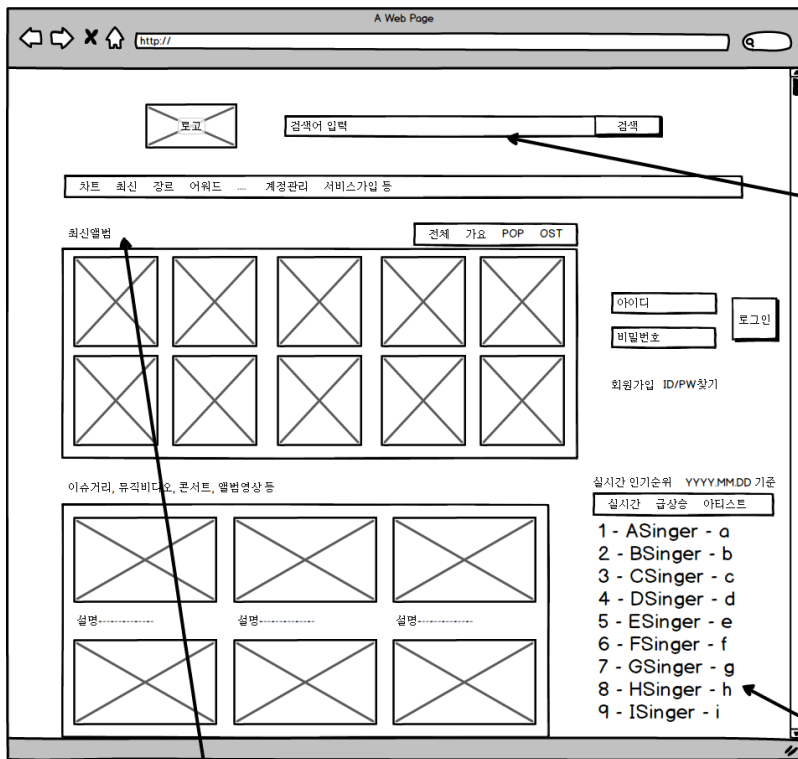 A Web Page
http://
로고
검색어 입력
검색
차트 최신 장르 어워드 .... 계정관리 서비스가입 등
최신앨범
전체 가요 POP OST
아이디
비밀번호
로그인
회원가입 ID/PW찾기
이슈거리, 뮤직비디오, 콘서트, 앨범영상 등
설명--------------
설명--------------
설명--------------
실시간 인기순위 YYYY.MM.DD 기준
실시간 급상승 아티스트
1 - ASinger - a
2 - BSinger - b
3 - CSinger - c
4 - DSinger - d
5 - ESinger - e
6 - FSinger - f
7 - GSinger - g
8 - HSinger - h
9 - ISinger - i